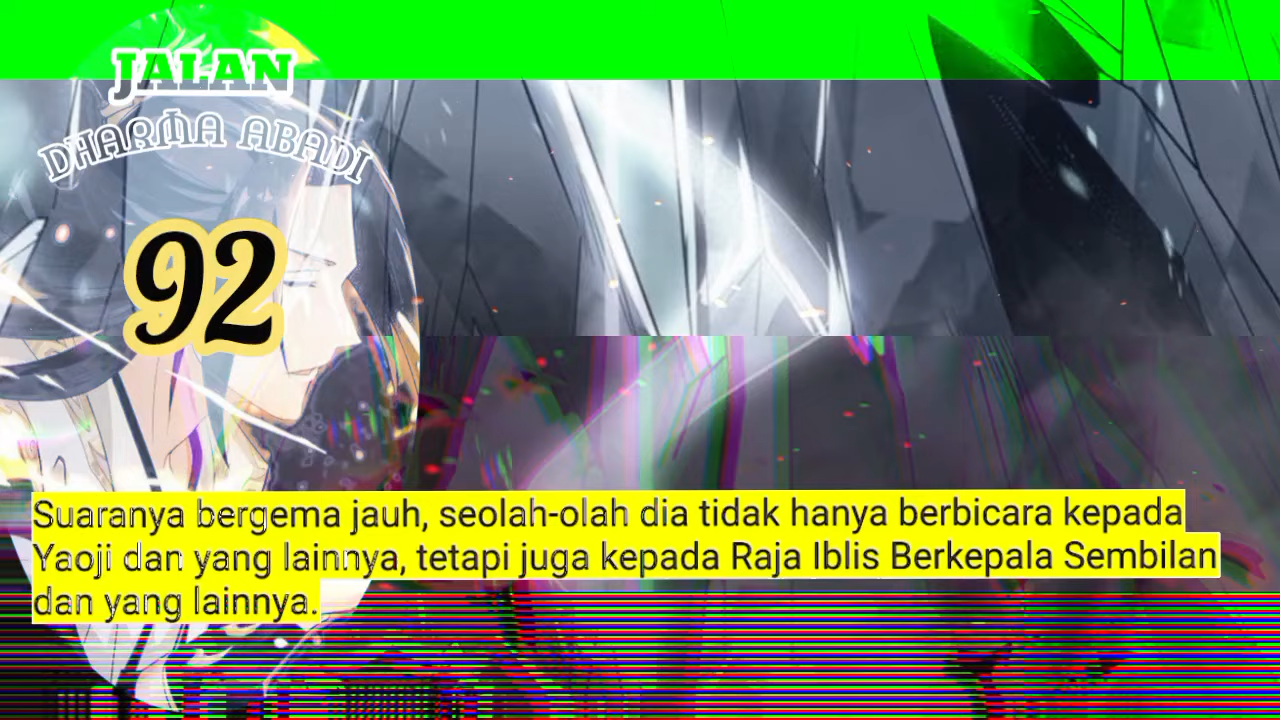 JALAN
DHARMA ABADI
92
Suaranya bergema jauh, seolah-olah dia tidak hanya berbicara kepada
Yaoji dan yang lainnya, tetapi juga kepada Raja Iblis Berkepala Sembilan
dan yang lainnya.